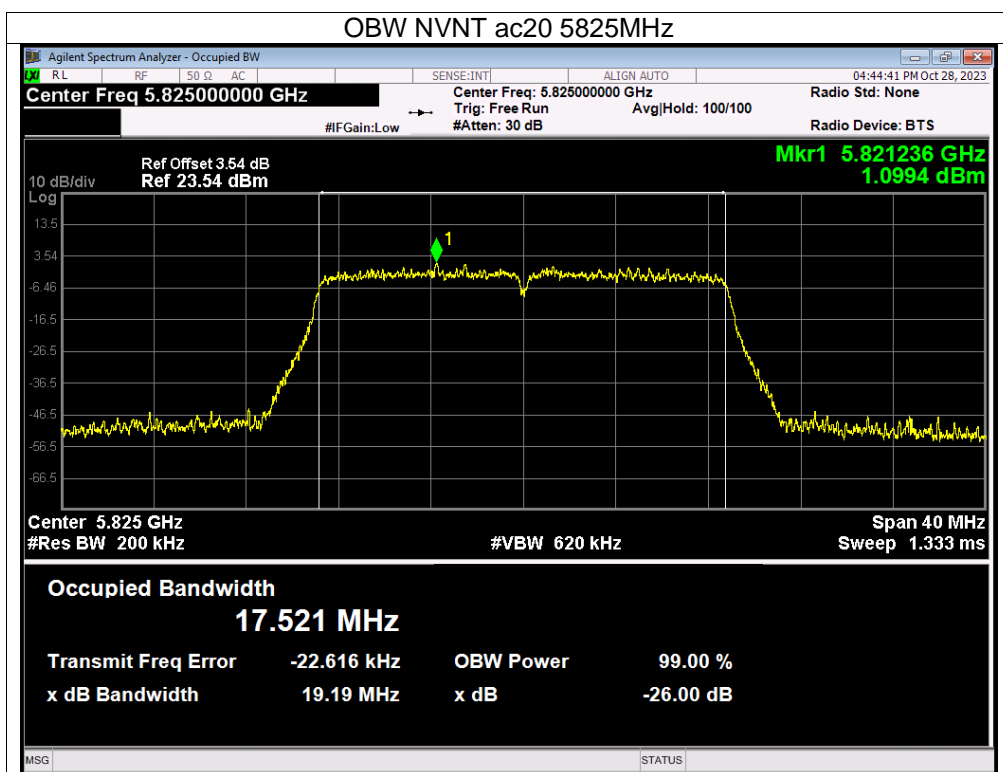 OBW NVNT ac20 5825MHz
Agilent Spectrum Analyzer - Occupied BW
LXI RL RF 50 Ω AC SENSE:INT ALIGN AUTO 04:44:41 PM Oct 28, 2023
Center Freq 5.825000000 GHz Center Freq: 5.825000000 GHz Radio Std: None
Trig: Free Run Avg|Hold: 100/100
#IFGain:Low #Atten: 30 dB Radio Device: BTS
Ref Offset 3.54 dB Mkr1 5.821236 GHz
10 dB/div Ref 23.54 dBm 1.0994 dBm
Log
13.5
1
3.54
-6.46
-16.5
-26.5
-36.5
-46.5
-56.5
-66.5
Center 5.825 GHz Span 40 MHz
#Res BW 200 kHz #VBW 620 kHz Sweep 1.333 ms
Occupied Bandwidth
17.521 MHz
Transmit Freq Error -22.616 kHz OBW Power 99.00 %
x dB Bandwidth 19.19 MHz x dB -26.00 dB
MSG STATUS